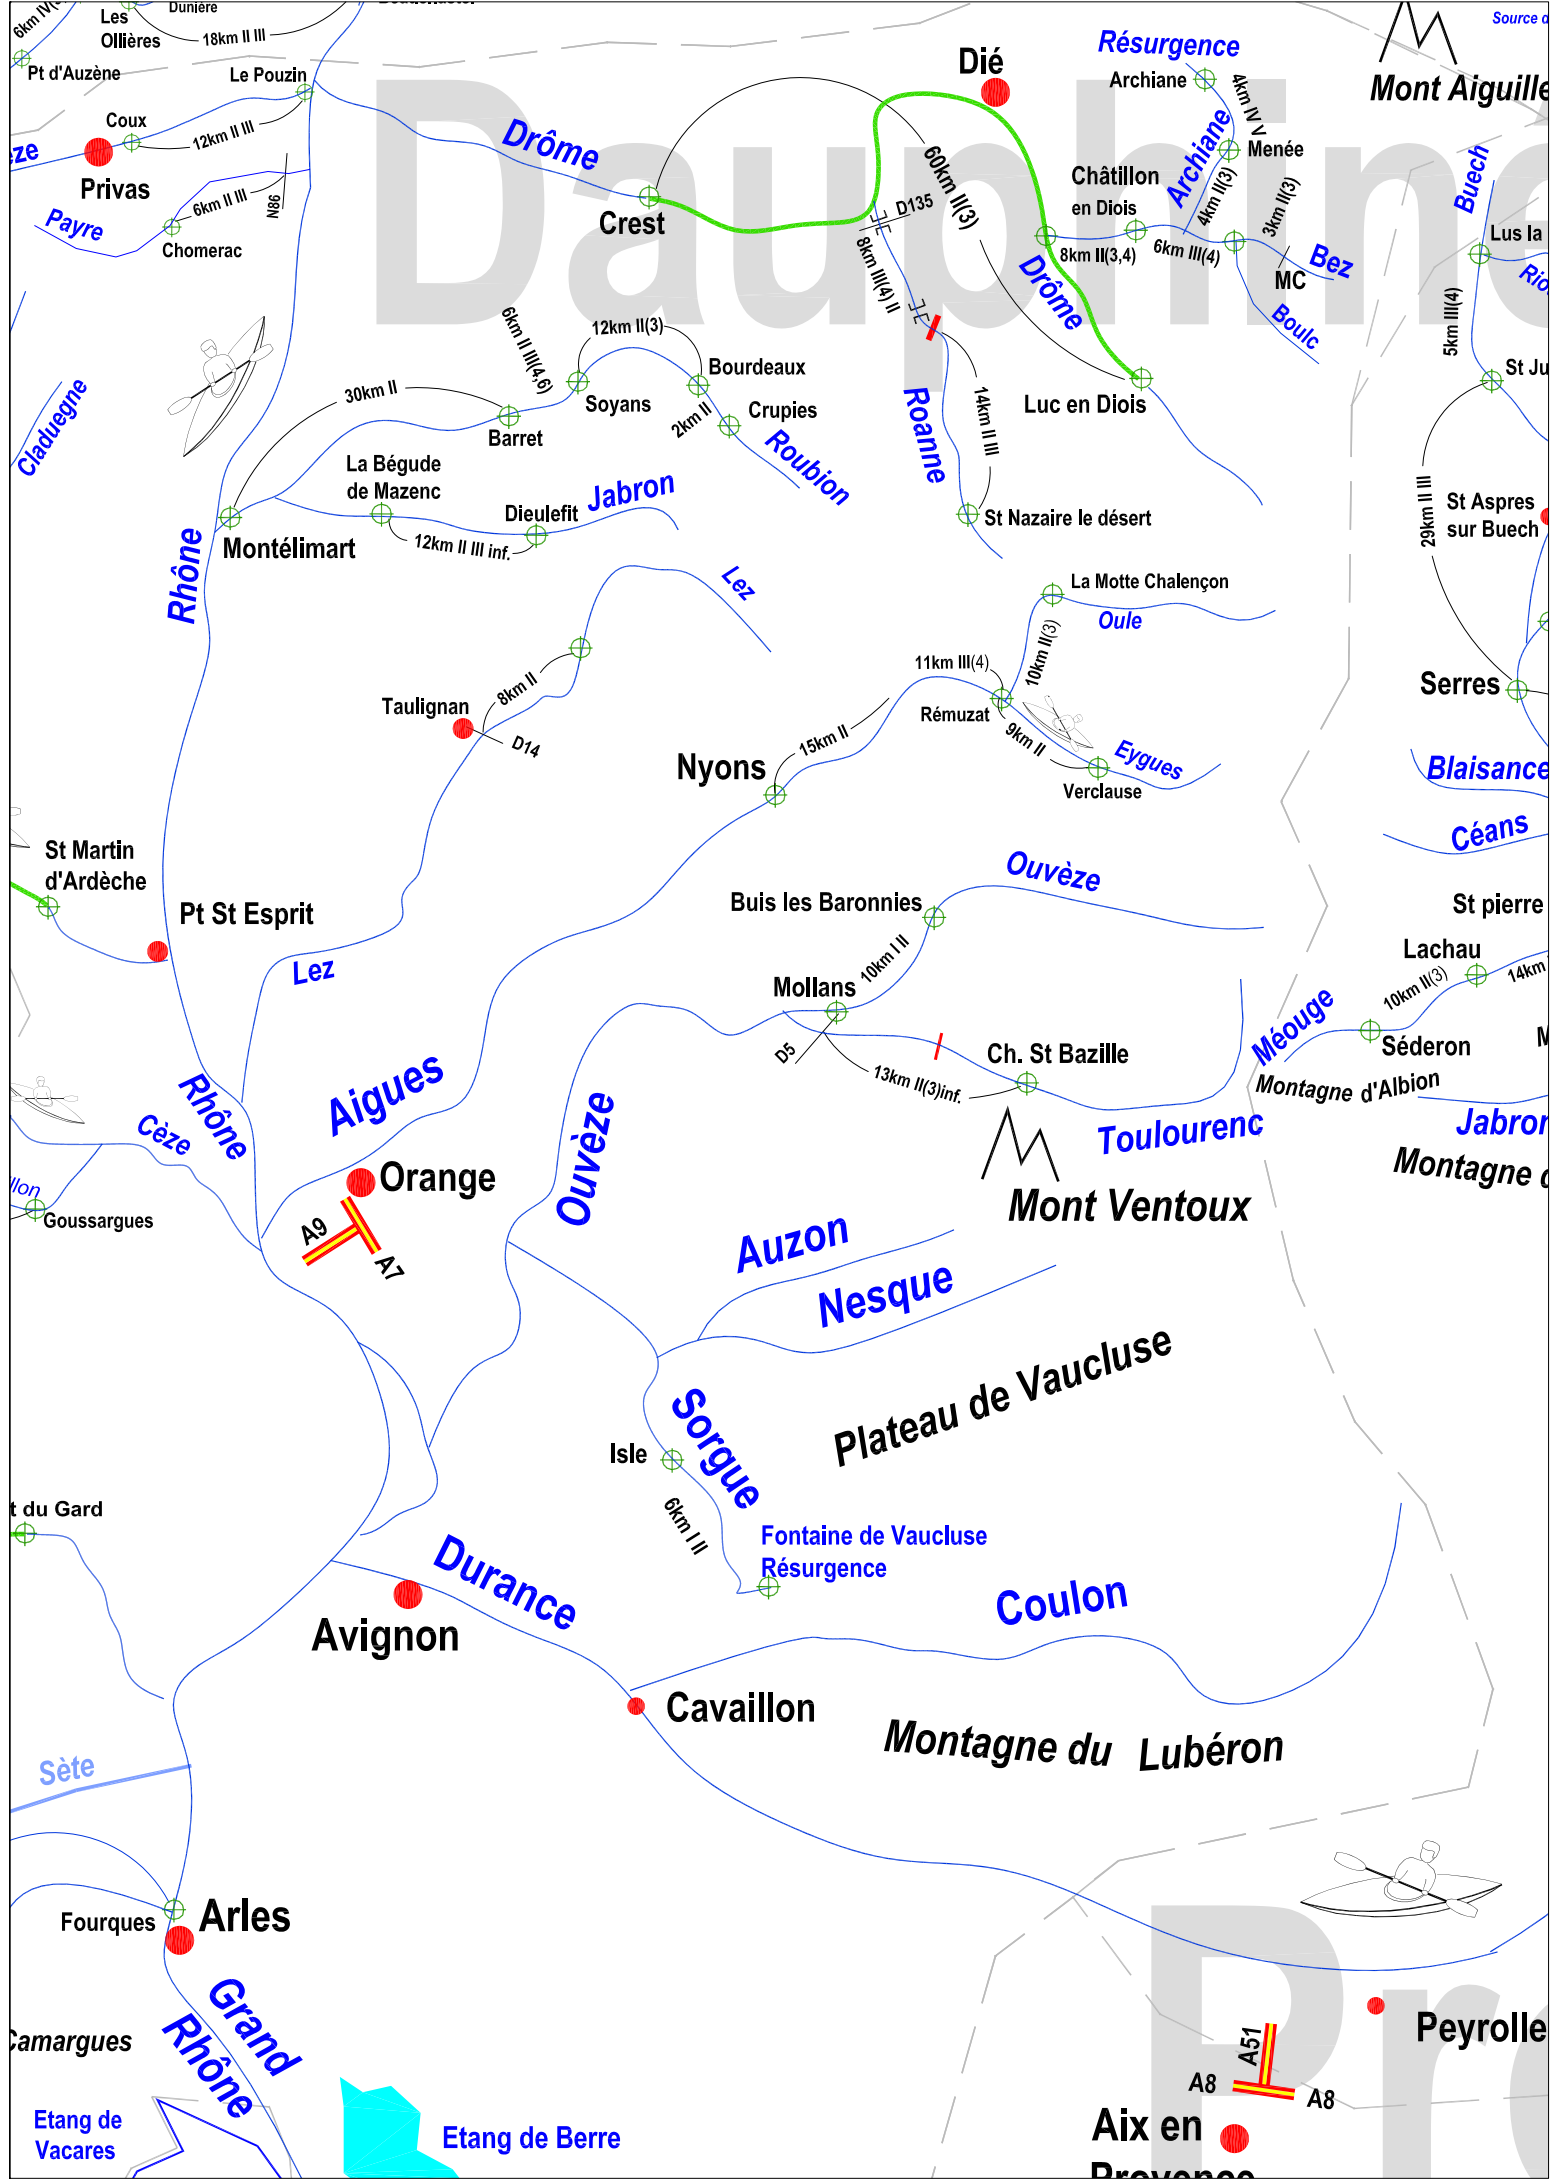 Les
Ollières
Dunière
18km II III
Source d
Pt d'Auzène
Le Pouzin
Coux
12km II III
èze
Privas
6km II III
N86
Payre
Chomerac
Dauphiné
Drôme
Crest
Dié
60km II(3)
D135
8km III(4) II
Résurgence
Archiane
4km IV V
Archiane
Menée
Châtillon
en Diois
4km II(3)
3km II(3)
8km II(3,4)
6km III(4)
Bez
MC
Boulc
Drôme
Mont Aiguille
Buech
Lus la
Rio
5km III(4)
St Ju
Claduegne
30km II
6km II III(4,6)
12km II(3)
Bourdeaux
Soyans
Barret
2km II
Crupies
Roubion
Roanne
14km II III
Luc en Diois
La Bégude
de Mazenc
Dieulefit
Jabron
12km II III inf.
Montélimart
Rhône
St Nazaire le désert
29km II III
St Aspres
sur Buech
Lez
La Motte Chalençon
Oule
10km II(3)
11km III(4)
Rémuzat
9km II
Eygues
Verclause
Serres
Taulignan
8km II
D14
Nyons
15km II
Blaisance
Céans
St Martin
d'Ardèche
Pt St Esprit
Lez
Buis les Baronnies
Ouvèze
10km I II
Mollans
D5
13km II(3)inf.
Ch. St Bazille
Toulourenc
St pierre
Lachau
10km II(3)
14km
Méouge
Séderon
M
Montagne d'Albion
Jabron
Montagne d
Rhône
Cèze
llon
Goussargues
Aigues
Orange
A9
A7
Ouvèze
Mont Ventoux
Auzon
Nesque
Plateau de Vaucluse
Sorgue
Isle
6km I II
Fontaine de Vaucluse
Résurgence
t du Gard
Durance
Avignon
Coulon
Cavaillon
Montagne du Lubéron
Sète
Fourques
Arles
Grand
Rhône
Camargues
Etang de
Vacares
Etang de Berre
Pro
Peyrolle
A51
A8
A8
Aix en
Provence